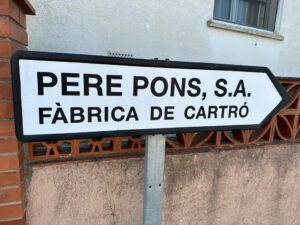 PERE PONS, S.A.
FÀBRICA DE CARTRÓ